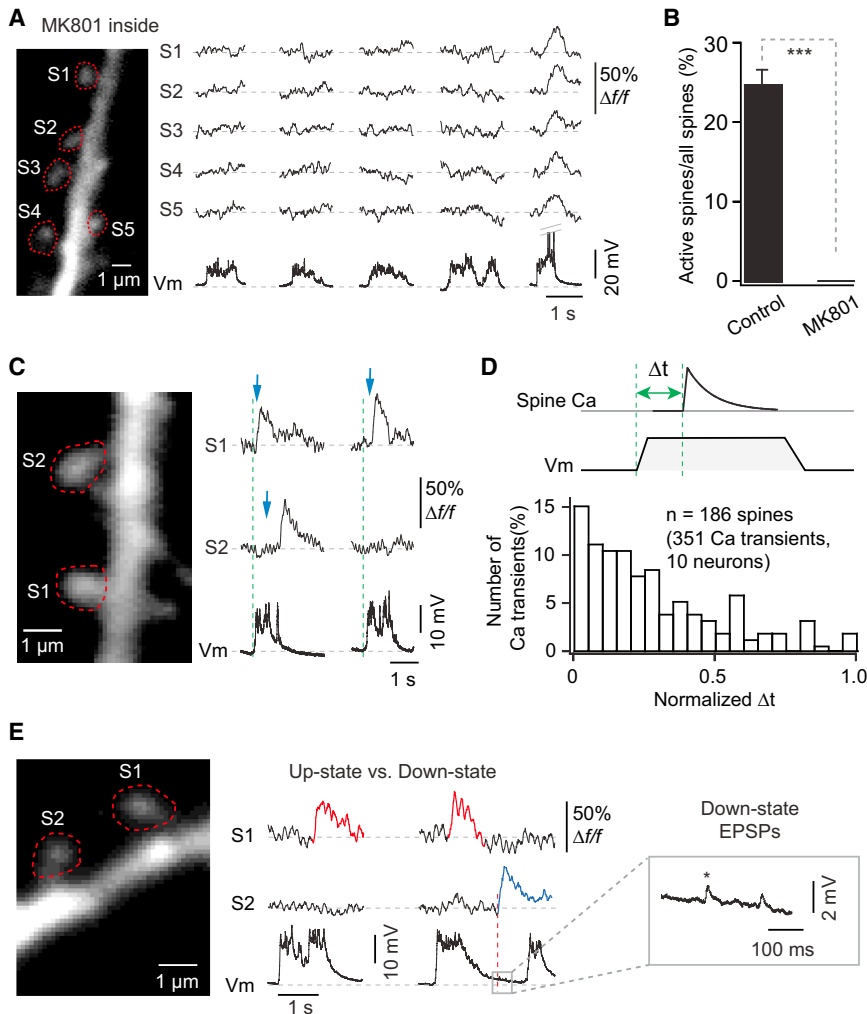 A
MK801 inside
S1
S2
S3
S4
S5
1 µm
S1
S2
S3
S4
S5
Vm
50%
Δf/f
20 mV
1 s
B
Active spines/all spines (%)
30
20
10
0
***
Control
MK801
C
S2
S1
1 µm
S1
S2
Vm
50%
Δf/f
10 mV
1 s
D
Δt
Spine Ca
Vm
Number of
Ca transients(%)
15
10
5
0
n = 186 spines
(351 Ca transients,
10 neurons)
0
0.5
1.0
Normalized Δt
E
S1
S2
1 µm
Up-state vs. Down-state
S1
S2
Vm
50%
Δf/f
10 mV
1 s
Down-state
EPSPs
*
2 mV
100 ms